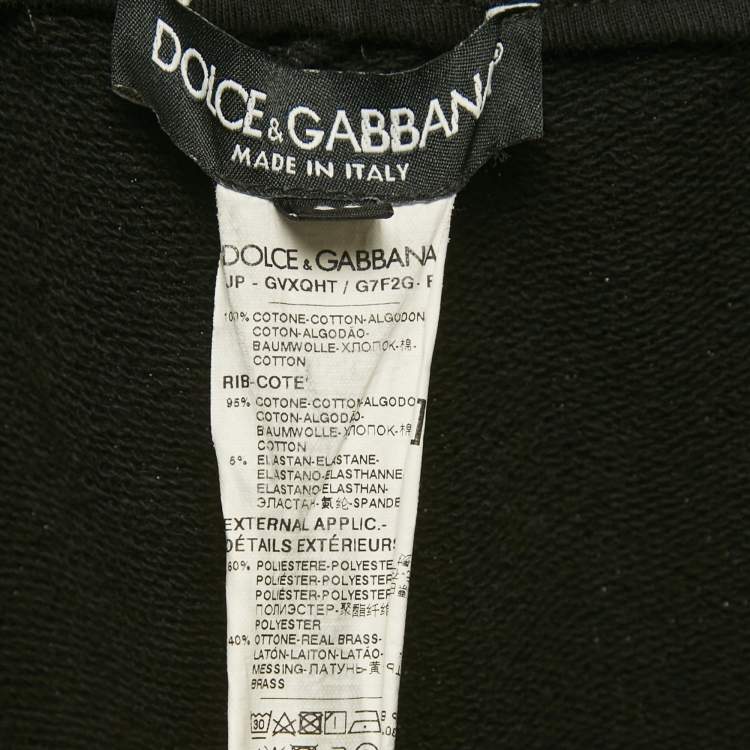 DOLCE & GABBANA
MADE IN ITALY
DOLCE & GABBANA
JP - GVXQHT / G7F2G-
100% COTONE-COTTON-ALGODON
COTON-ALGODÃO-
BAUMWOLLE-ХЛОПОК-棉-
COTTON
RIB-COTE'
95% COTONE-COTTON-ALGODO
COTON-ALGODÃO-
BAUMWOLLE-ХЛОПОК-棉
COTTON
5% ELASTAN-ELASTANE-
ELASTANO-ELASTHANNE
ELASTANO-ELASTHAN-
ЭЛАСТАН-氨纶-SPANDE
EXTERNAL APPLIC.-
DÉTAILS EXTÉRIEURS
60% POLIESTERE-POLYESTE
POLIÉSTER-POLYESTER
POLIÉSTER-POLYESTER
ПОЛИЭСТЕР-聚酯纤维
POLYESTER
40% OTTONE-REAL BRASS-
LATÓN-LAITON-LATÃO-
MESSING-ЛАТУНЬ-黄
BRASS
30